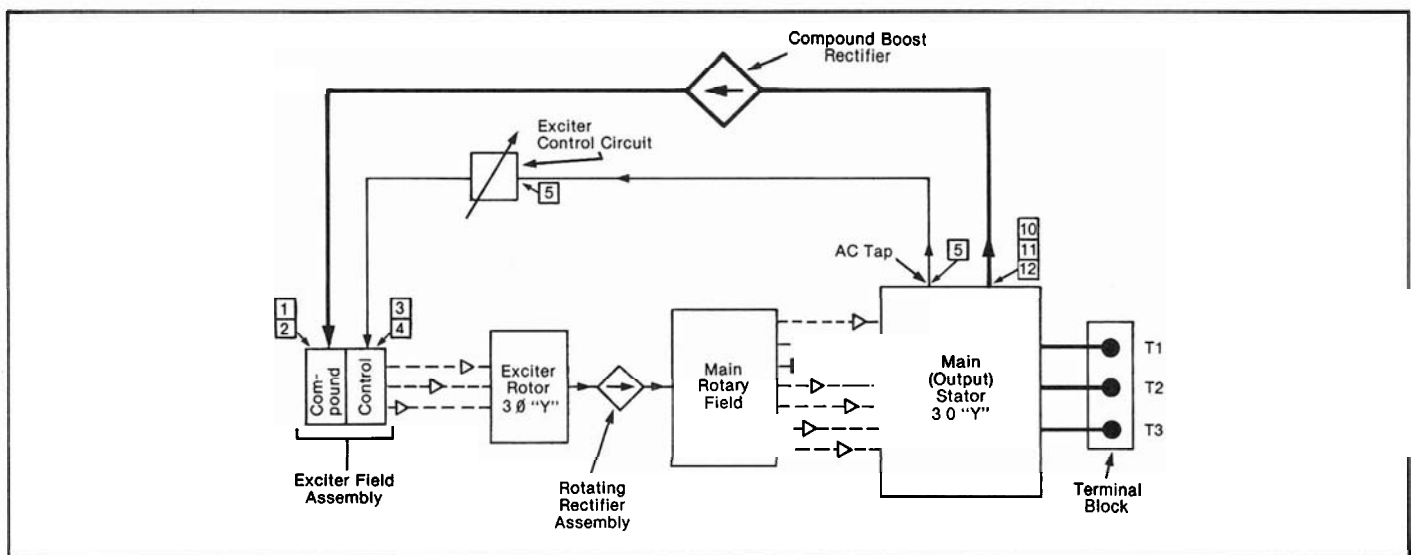 Compound Boost
Rectifier
Exciter
Control Circuit
5
AC Tap
5
10
11
12
1
2
3
4
Com-
pound
Control
Exciter
Rotor
3 Ø "Y"
Main
Rotary
Field
Main
(Output)
Stator
3 0 "Y"
T1
T2
T3
Exciter Field
Assembly
Rotating
Rectifier
Assembly
Terminal
Block